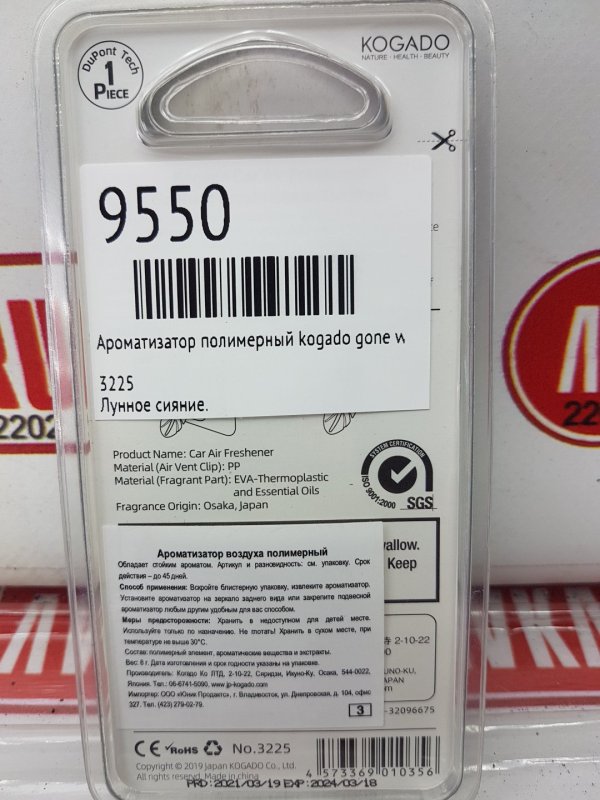 DuPont Tech
1
PIECE
KOGADO
NATURE · HEALTH · BEAUTY
9550
Ароматизатор полимерный kogado gone w
3225
Лунное сияние.
2202
220
Product Name: Car Air Freshener
Material (Air Vent Clip): PP
Material (Fragrant Part): EVA-Thermoplastic
and Essential Oils
Fragrance Origin: Osaka, Japan
SYSTEM CERTIFICATION
ISO 9001:2000
SGS
Keep
Ароматизатор воздуха полимерный
Обладает стойким ароматом. Артикул и разновидность: см. упаковку. Срок
действия – до 45 дней.
Способ применения: Вскройте блистерную упаковку, извлеките ароматизатор.
Установите ароматизатор на зеркало заднего вида или закрепите подвесной
ароматизатор любым другим удобным для вас способом.
Меры предосторожности: Хранить в недоступном для детей месте.
Используйте только по назначению. Не глотать! Хранить в сухом месте, при
температуре не выше 30°С.
Состав: полимерный элемент, ароматические вещества и экстракты.
Вес: 6 г. Дата изготовления и срок годности указаны на упаковке.
Производитель: Когадо Ко ЛТД, 2-10-22, Серидзи, Икуно-Ку, Осака, 544-0022,
Япония. Тел.: 06-6741-5090. www.jp-kogado.com
Импортер: ООО «Юник Продактс», г. Владивосток, ул. Днепровская, д. 104, офис
327. Тел. (423) 279-02-79.
3
2-10-22
UNO-KU,
APAN
-32096675
CE RoHS No.3225
Copyright © 2019 Japan KOGADO Co., Ltd.
All rights reserved. Made in china
4 573369 010356
PRD: 2021/03/19 EXP: 2024/03/18